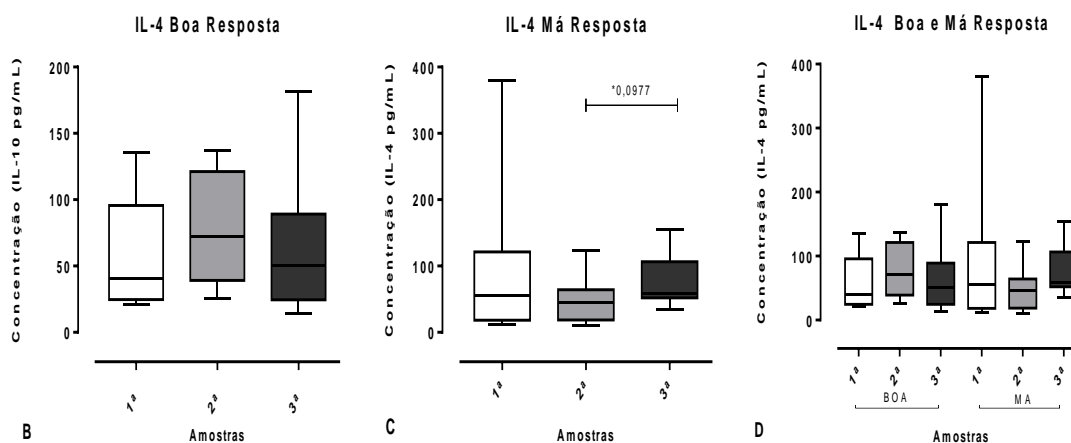 IL-4 Boa Resposta
Concentração (IL-10 pg/mL)
200
150
100
50
0
1ª
2ª
3ª
B
Amostras
IL-4 Má Resposta
Concentração (IL-4 pg/mL)
400
300
200
100
0
*0,0977
1ª
2ª
3ª
C
Amostras
IL-4 Boa e Má Resposta
Concentração (IL-4 pg/mL)
400
300
200
100
0
1ª
2ª
3ª
1ª
2ª
3ª
BOA
MA
D
Amostras